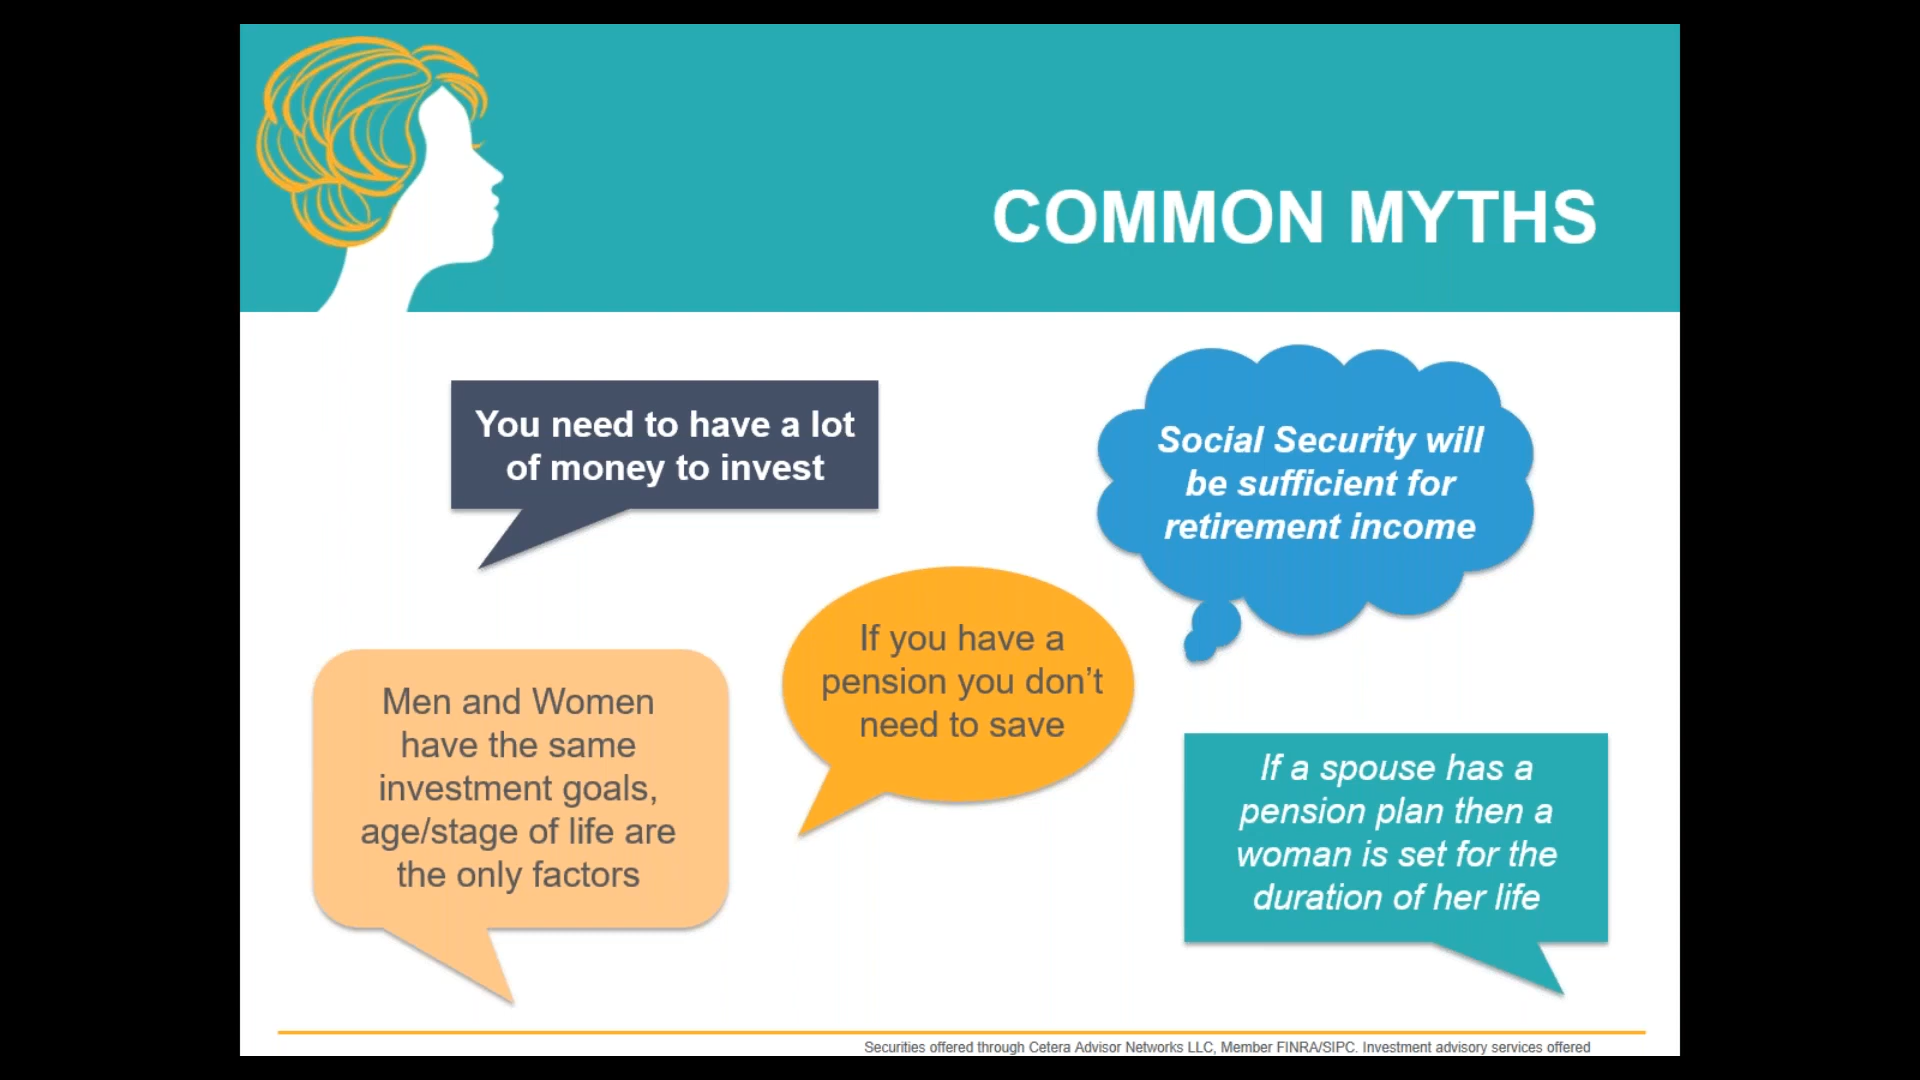 COMMON MYTHS
You need to have a lot
of money to invest
Social Security will
be sufficient for
retirement income
If you have a
pension you don’t
need to save
Men and Women
have the same
investment goals,
age/stage of life are
the only factors
If a spouse has a
pension plan then a
woman is set for the
duration of her life
Securities offered through Cetera Advisor Networks LLC, Member FINRA/SIPC. Investment advisory services offered